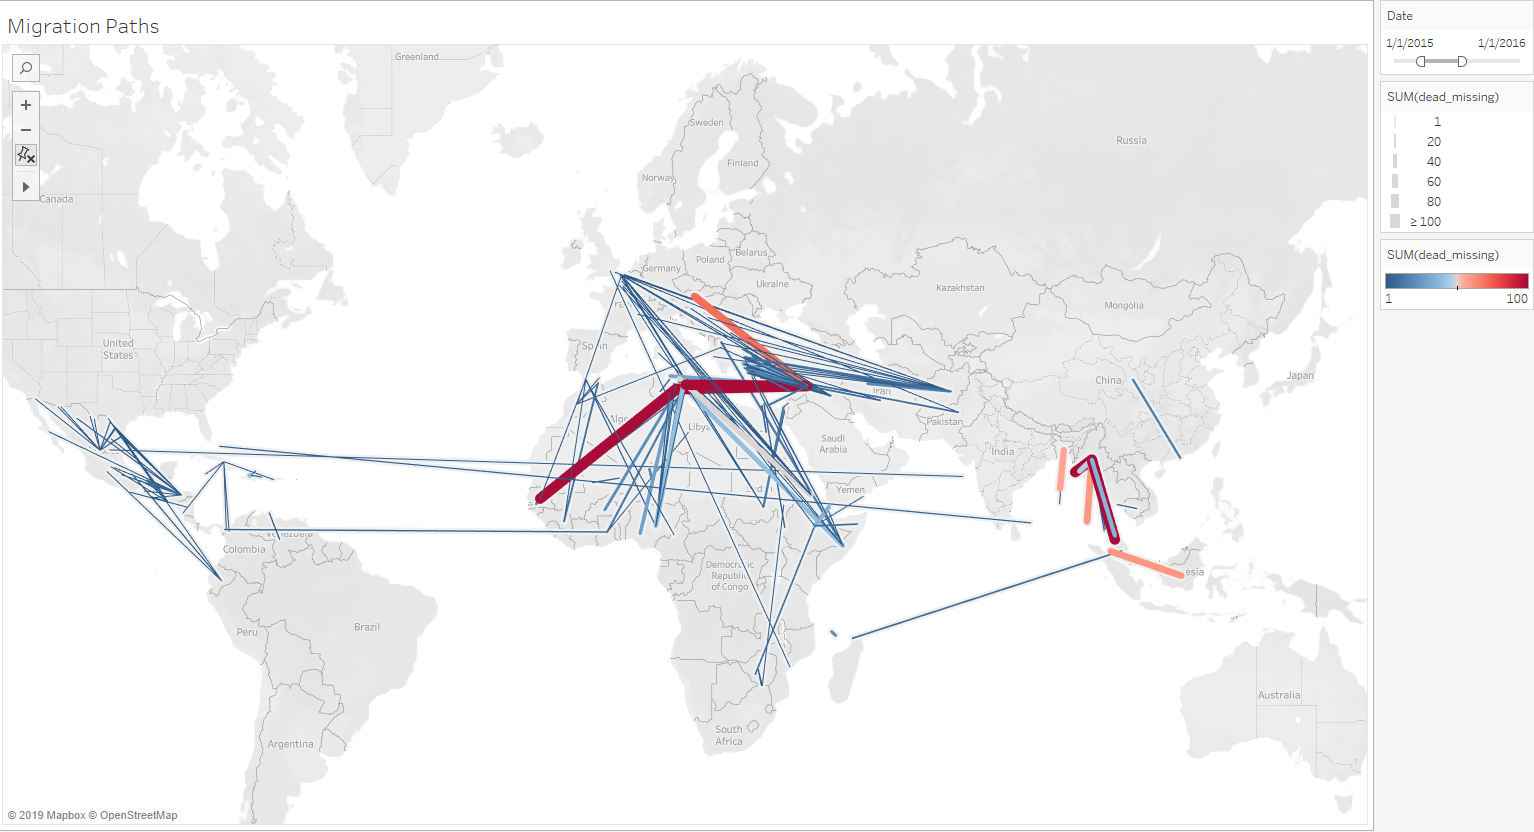 Migration Paths
Date
1/1/2015 1/1/2016
SUM(dead_missing)
1
20
40
60
80
≥ 100
SUM(dead_missing)
1 100
Greenland
Sweden
Finland
Norway
Russia
Canada
Poland
Belarus
Germany
Ukraine
Kazakhstan
Mongolia
United
States
China
Japan
Iran
Pakistan
Libya
Saudi
Arabia
India
Yemen
Venezuela
Colombia
Democratic
Republic
of Congo
esia
Peru
Brazil
Australia
South
Africa
Argentina
© 2019 Mapbox © OpenStreetMap